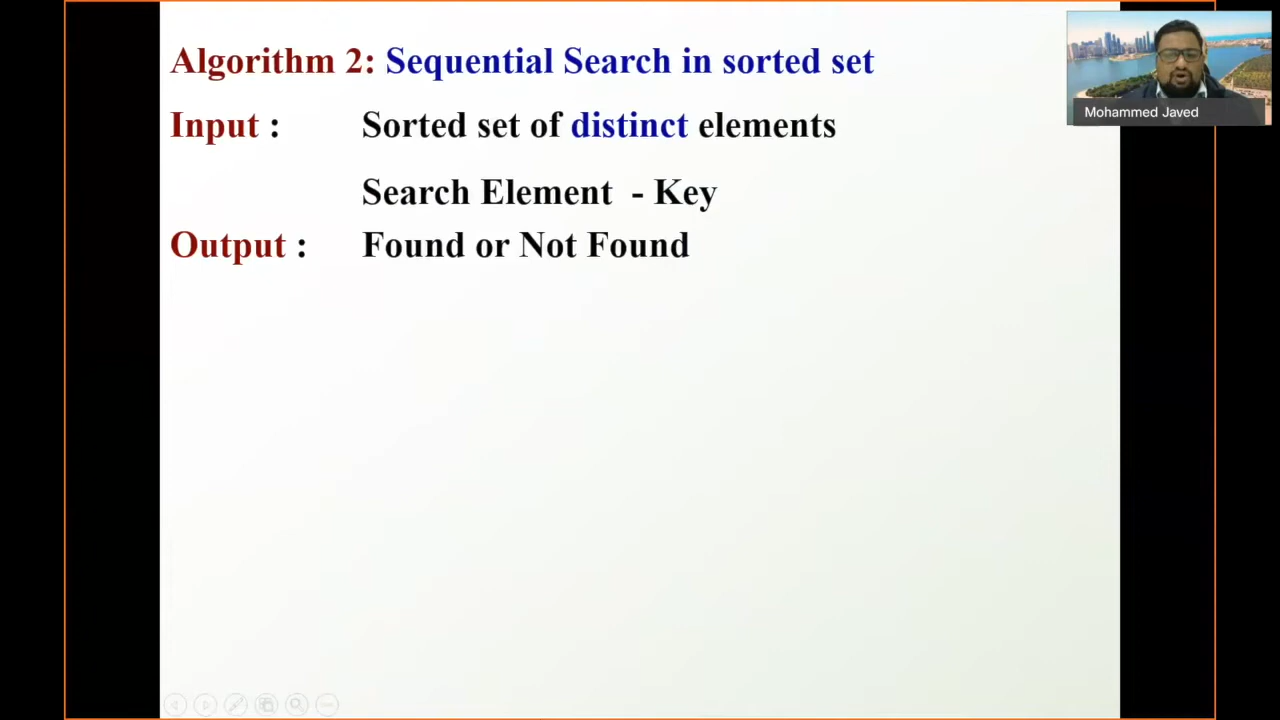 Algorithm 2: Sequential Search in sorted set
Input : Sorted set of distinct elements
Search Element - Key
Output : Found or Not Found
Mohammed Javed